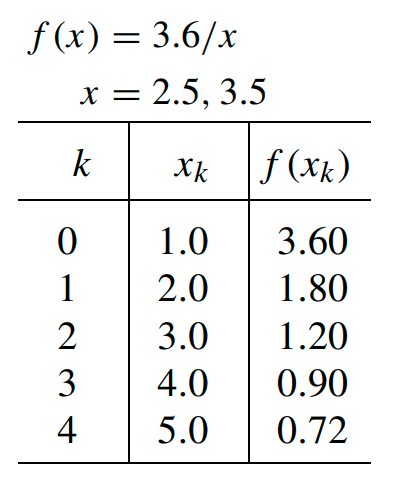 f(x) = 3.6/x
x = 2.5, 3.5
k x_k f(x_k)
0 1.0 3.60
1 2.0 1.80
2 3.0 1.20
3 4.0 0.90
4 5.0 0.72